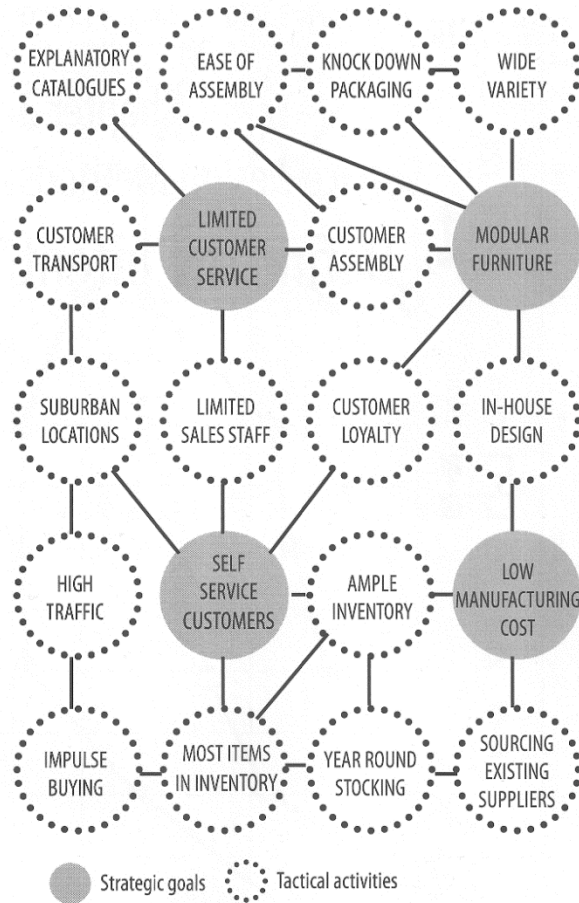 EXPLANATORY
CATALOGUES
EASE OF
ASSEMBLY
KNOCK DOWN
PACKAGING
WIDE
VARIETY
CUSTOMER
TRANSPORT
LIMITED
CUSTOMER
SERVICE
CUSTOMER
ASSEMBLY
MODULAR
FURNITURE
SUBURBAN
LOCATIONS
LIMITED
SALES STAFF
CUSTOMER
LOYALTY
IN-HOUSE
DESIGN
HIGH
TRAFFIC
SELF
SERVICE
CUSTOMERS
AMPLE
INVENTORY
LOW
MANUFACTURING
COST
IMPULSE
BUYING
MOST ITEMS
IN INVENTORY
YEAR ROUND
STOCKING
SOURCING
EXISTING
SUPPLIERS
Strategic goals
Tactical activities